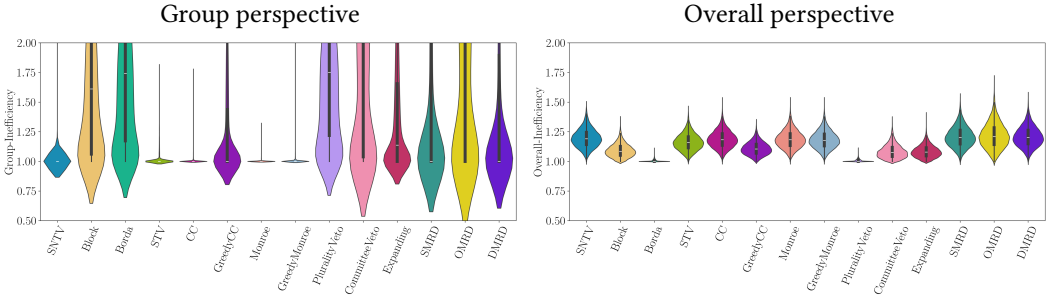 Group perspective
Overall perspective
Group-Inefficiency
2.00
1.75
1.50
1.25
1.00
0.75
0.50
SNTV
Block
Borda
STV
CC
GreedyCC
Monroe
GreedyMonroe
PluralityVeto
CommitteeVeto
Expanding
SMRD
OMRD
DMRD
Overall-Inefficiency
2.00
1.75
1.50
1.25
1.00
0.75
0.50
SNTV
Block
Borda
STV
CC
GreedyCC
Monroe
GreedyMonroe
PluralityVeto
CommitteeVeto
Expanding
SMRD
OMRD
DMRD